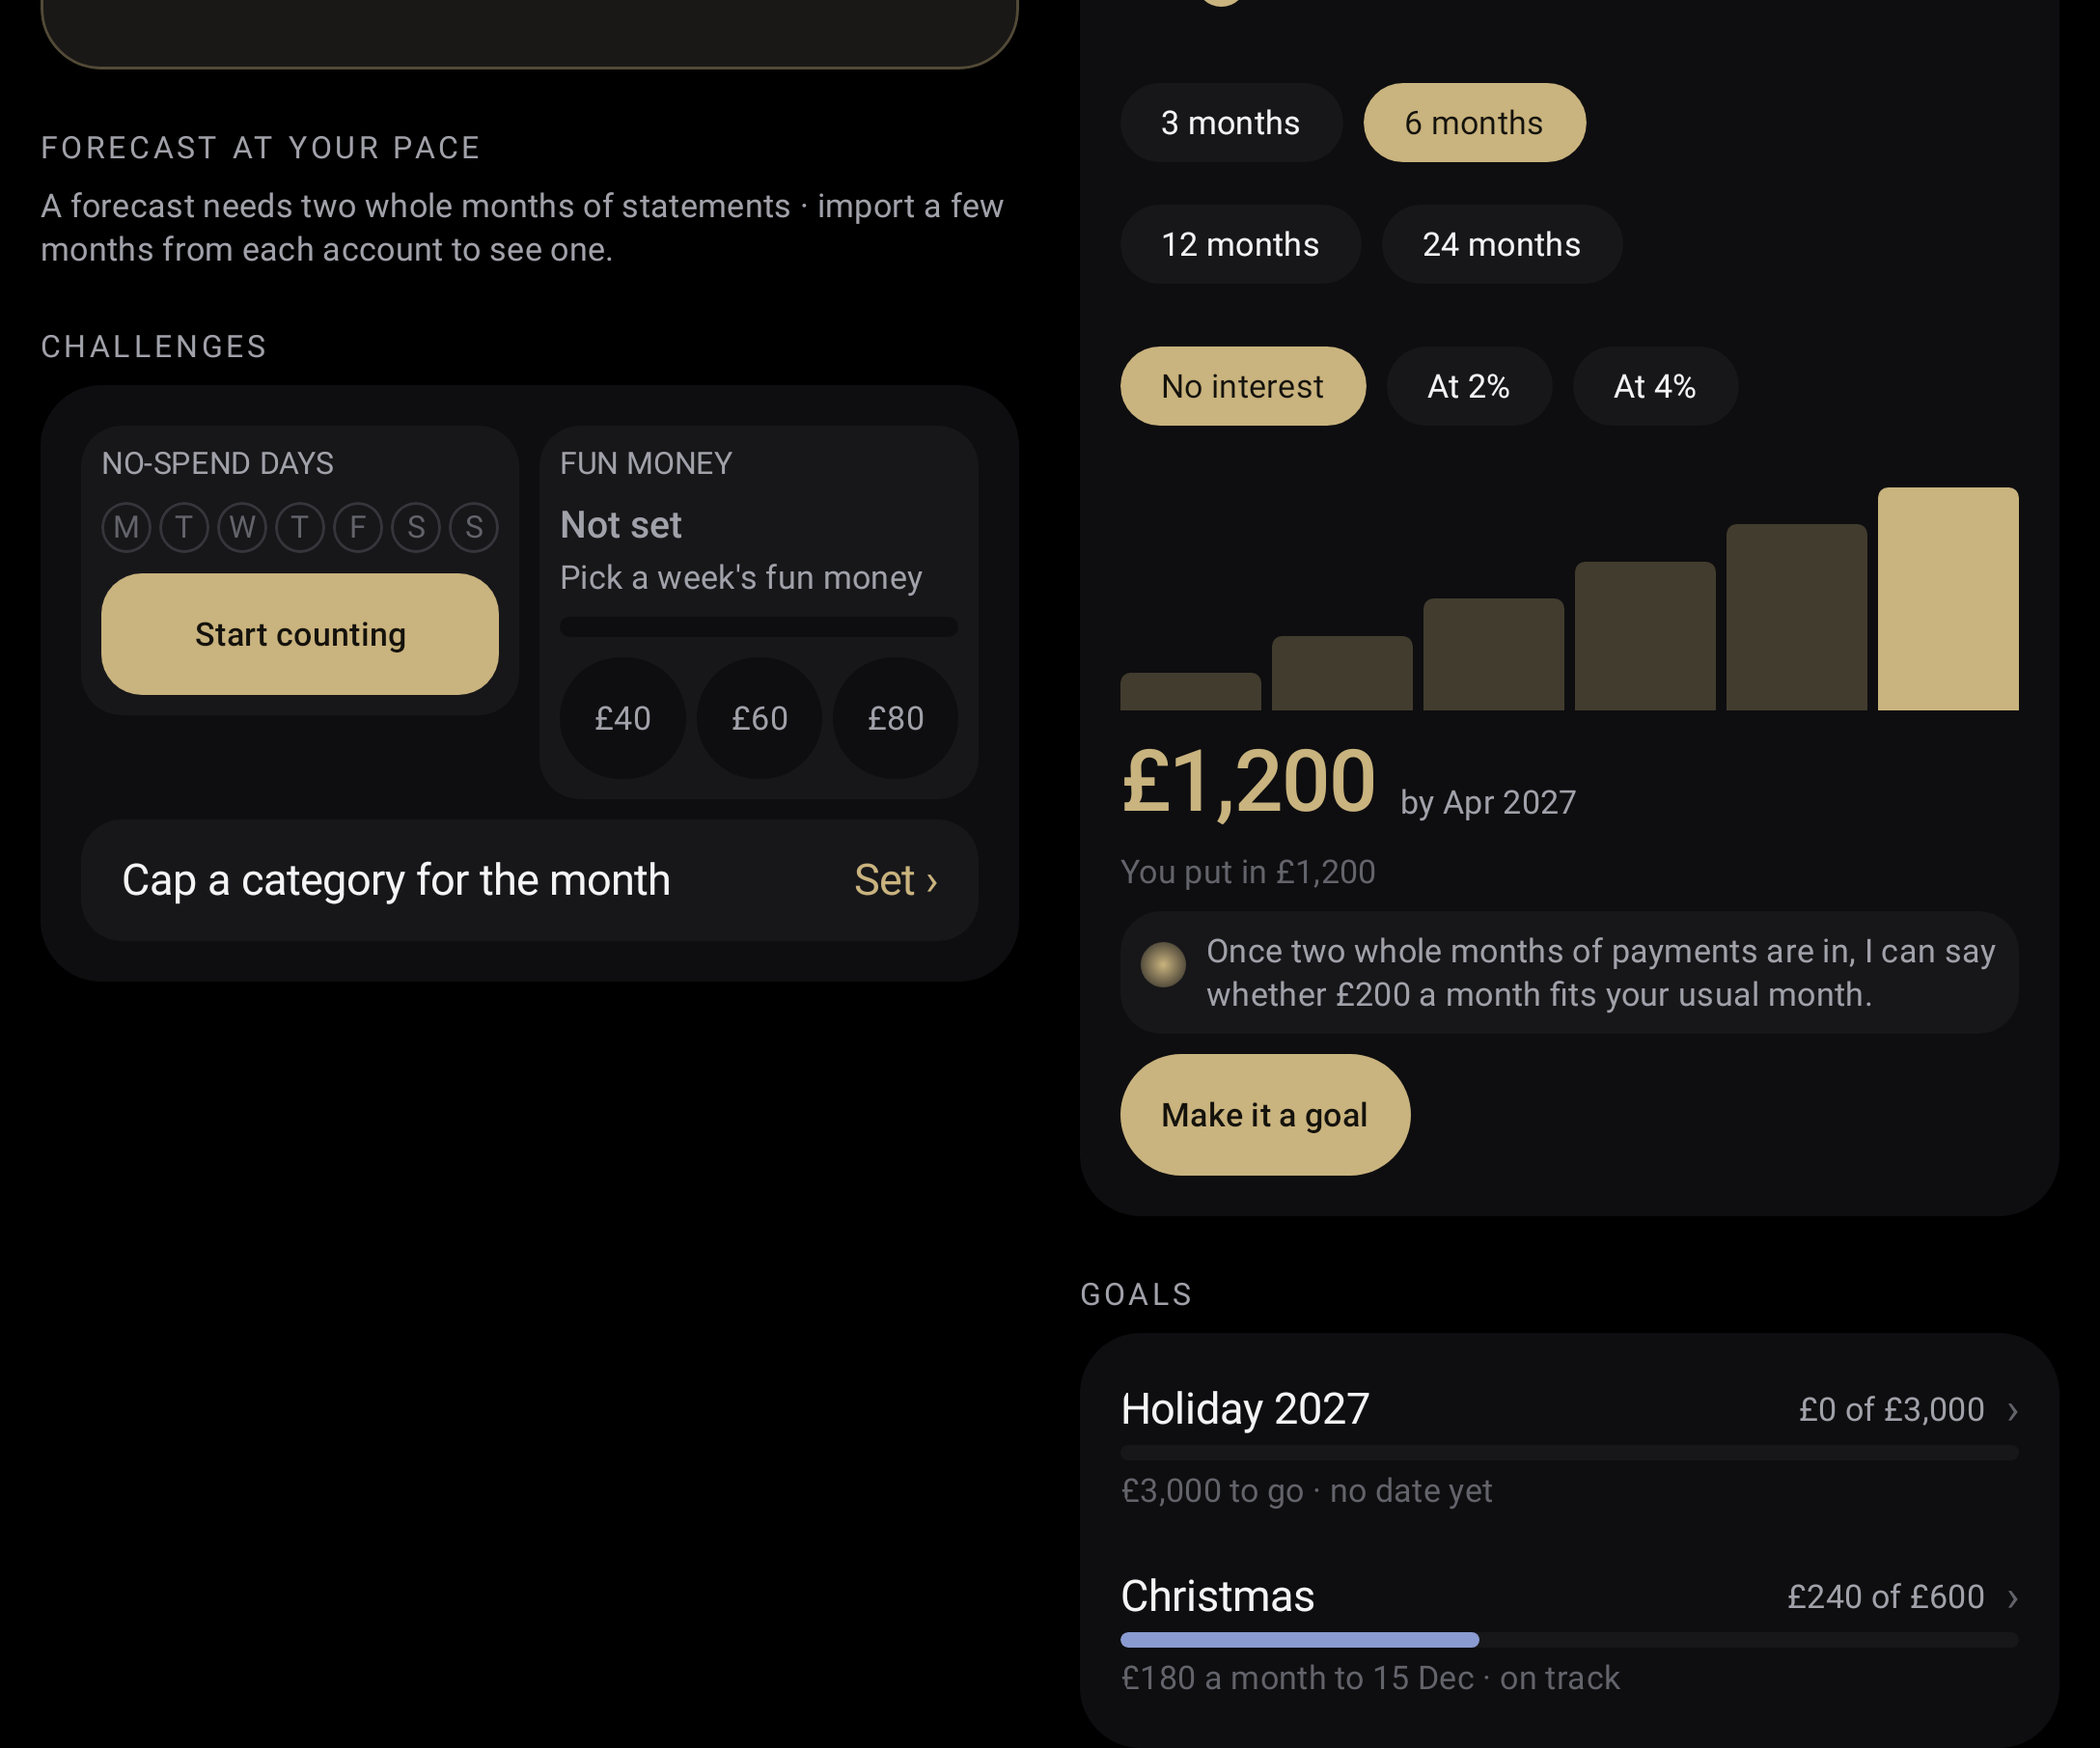 FORECAST AT YOUR PACE
A forecast needs two whole months of statements · import a few
months from each account to see one.
CHALLENGES
NO-SPEND DAYS
M T W T F S S
Start counting
FUN MONEY
Not set
Pick a week's fun money
£40 £60 £80
Cap a category for the month Set ›
3 months 6 months
12 months 24 months
No interest At 2% At 4%
£1,200 by Apr 2027
You put in £1,200
Once two whole months of payments are in, I can say
whether £200 a month fits your usual month.
Make it a goal
GOALS
Holiday 2027 £0 of £3,000 ›
£3,000 to go · no date yet
Christmas £240 of £600 ›
£180 a month to 15 Dec · on track